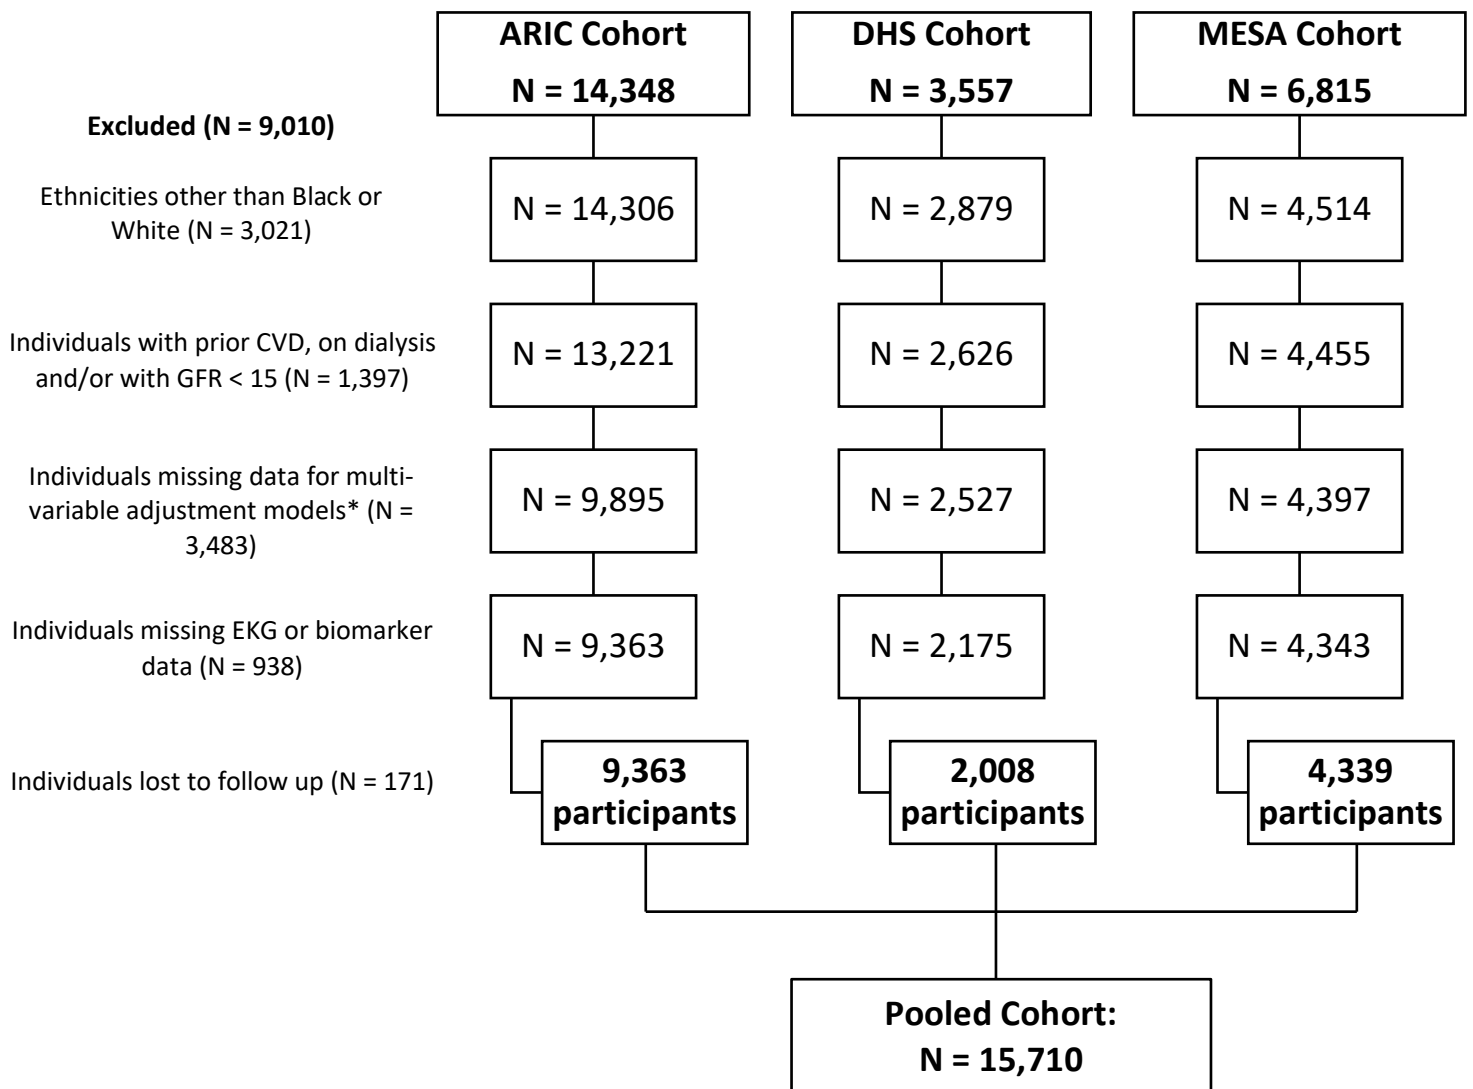 ARIC Cohort
N = 14,348
DHS Cohort
N = 3,557
MESA Cohort
N = 6,815
Excluded (N = 9,010)
Ethnicities other than Black or
White (N = 3,021)
N = 14,306
N = 2,879
N = 4,514
Individuals with prior CVD, on dialysis
and/or with GFR < 15 (N = 1,397)
N = 13,221
N = 2,626
N = 4,455
Individuals missing data for multi-
variable adjustment models* (N =
3,483)
N = 9,895
N = 2,527
N = 4,397
Individuals missing EKG or biomarker
data (N = 938)
N = 9,363
N = 2,175
N = 4,343
Individuals lost to follow up (N = 171)
9,363
participants
2,008
participants
4,339
participants
Pooled Cohort:
N = 15,710